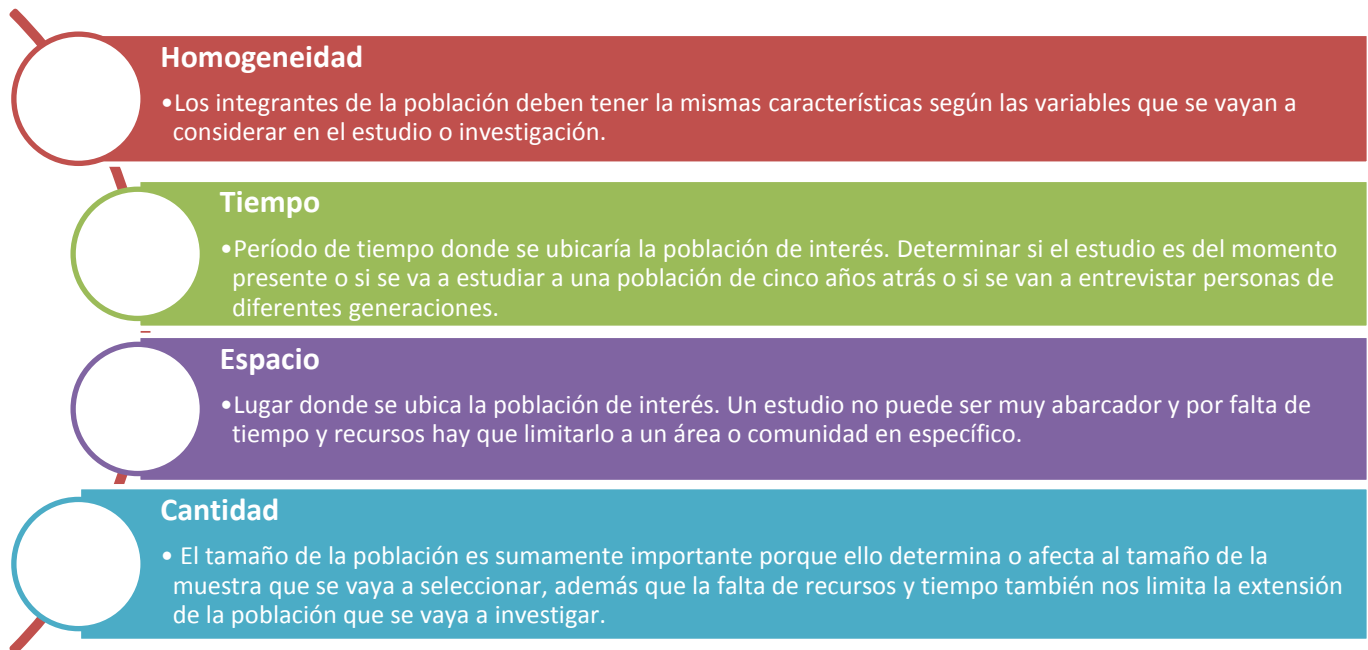 Homogeneidad
•Los integrantes de la población deben tener la mismas características según las variables que se vayan a
considerar en el estudio o investigación.
Tiempo
•Período de tiempo donde se ubicaría la población de interés. Determinar si el estudio es del momento
presente o si se va a estudiar a una población de cinco años atrás o si se van a entrevistar personas de
diferentes generaciones.
Espacio
•Lugar donde se ubica la población de interés. Un estudio no puede ser muy abarcador y por falta de
tiempo y recursos hay que limitarlo a un área o comunidad en específico.
Cantidad
• El tamaño de la población es sumamente importante porque ello determina o afecta al tamaño de la
muestra que se vaya a seleccionar, además que la falta de recursos y tiempo también nos limita la extensión
de la población que se vaya a investigar.